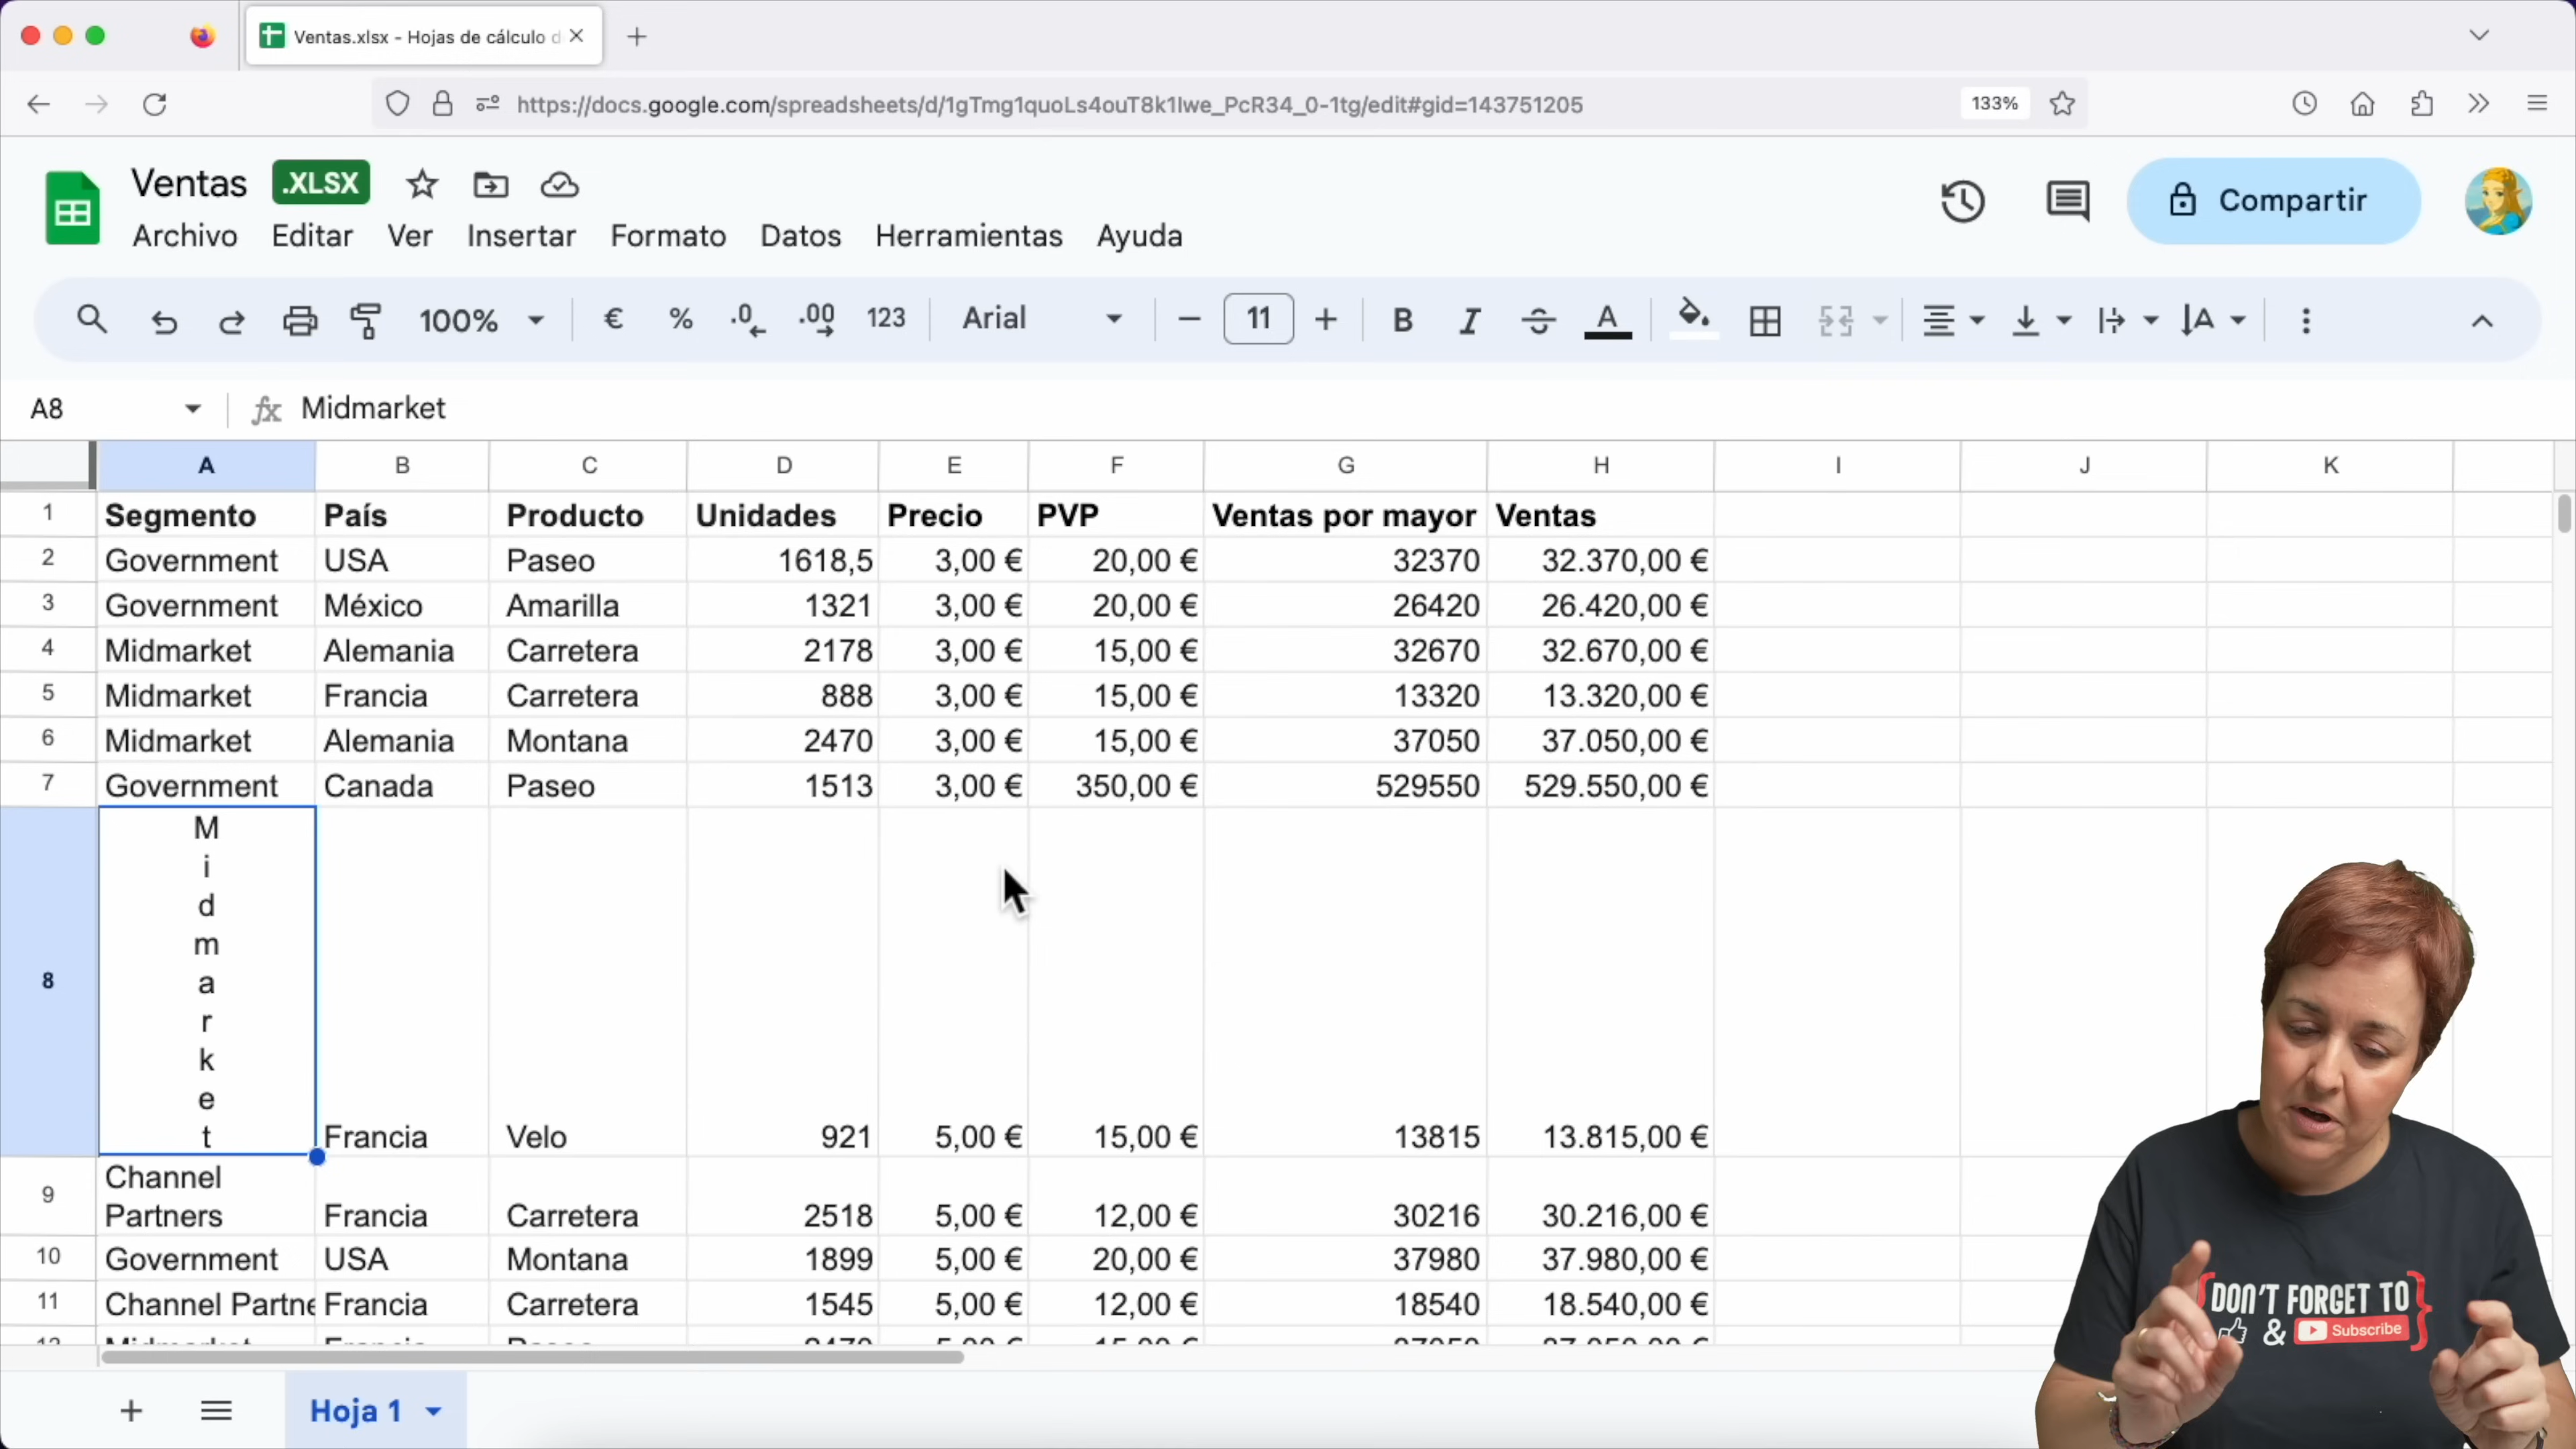 Ventas.xlsx - Hojas de cálculo d
https://docs.google.com/spreadsheets/d/1gTmg1quoLs4ouT8k1lwe_PcR34_0-1tg/edit#gid=143751205
133%
Ventas .XLSX
Archivo Editar Ver Insertar Formato Datos Herramientas Ayuda
Compartir
100% € % .0 .00 123 Arial 11 B I A A
A8 fx Midmarket
A B C D E F G H I J K
1 Segmento País Producto Unidades Precio PVP Ventas por mayor Ventas
2 Government USA Paseo 1618,5 3,00 € 20,00 € 32370 32.370,00 €
3 Government México Amarilla 1321 3,00 € 20,00 € 26420 26.420,00 €
4 Midmarket Alemania Carretera 2178 3,00 € 15,00 € 32670 32.670,00 €
5 Midmarket Francia Carretera 888 3,00 € 15,00 € 13320 13.320,00 €
6 Midmarket Alemania Montana 2470 3,00 € 15,00 € 37050 37.050,00 €
7 Government Canada Paseo 1513 3,00 € 350,00 € 529550 529.550,00 €
M
i
d
m
a
8
r
k
e
t Francia Velo 921 5,00 € 15,00 € 13815 13.815,00 €
Channel
9
Partners Francia Carretera 2518 5,00 € 12,00 € 30216 30.216,00 €
10 Government USA Montana 1899 5,00 € 20,00 € 37980 37.980,00 €
11 Channel Partne Francia Carretera 1545 5,00 € 12,00 € 18540 18.540,00 €
Hoja 1
DON'T FORGET TO
& Subscribe